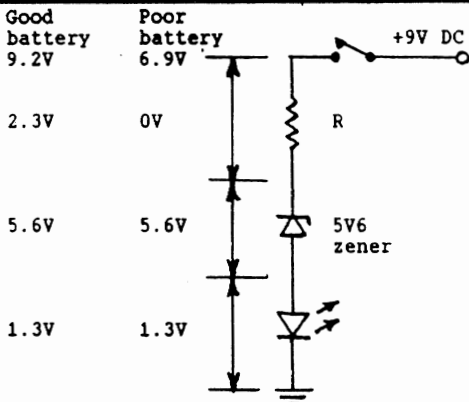 Good Poor
battery battery +9V DC
9.2V 6.9V
2.3V 0V R
5.6V 5.6V 5V6
zener
1.3V 1.3V